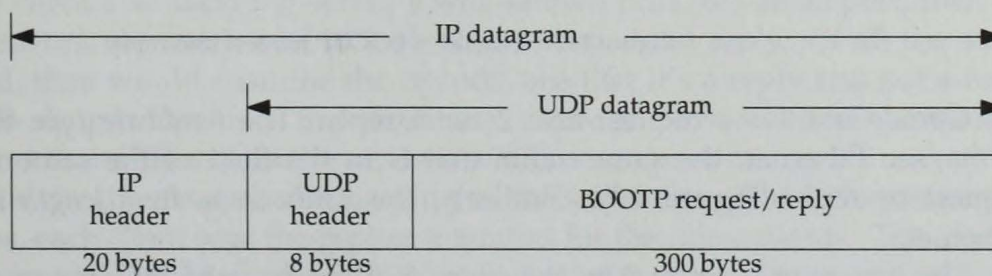 IP datagram
UDP datagram
IP
header
UDP
header
BOOTP request/reply
20 bytes
8 bytes
300 bytes